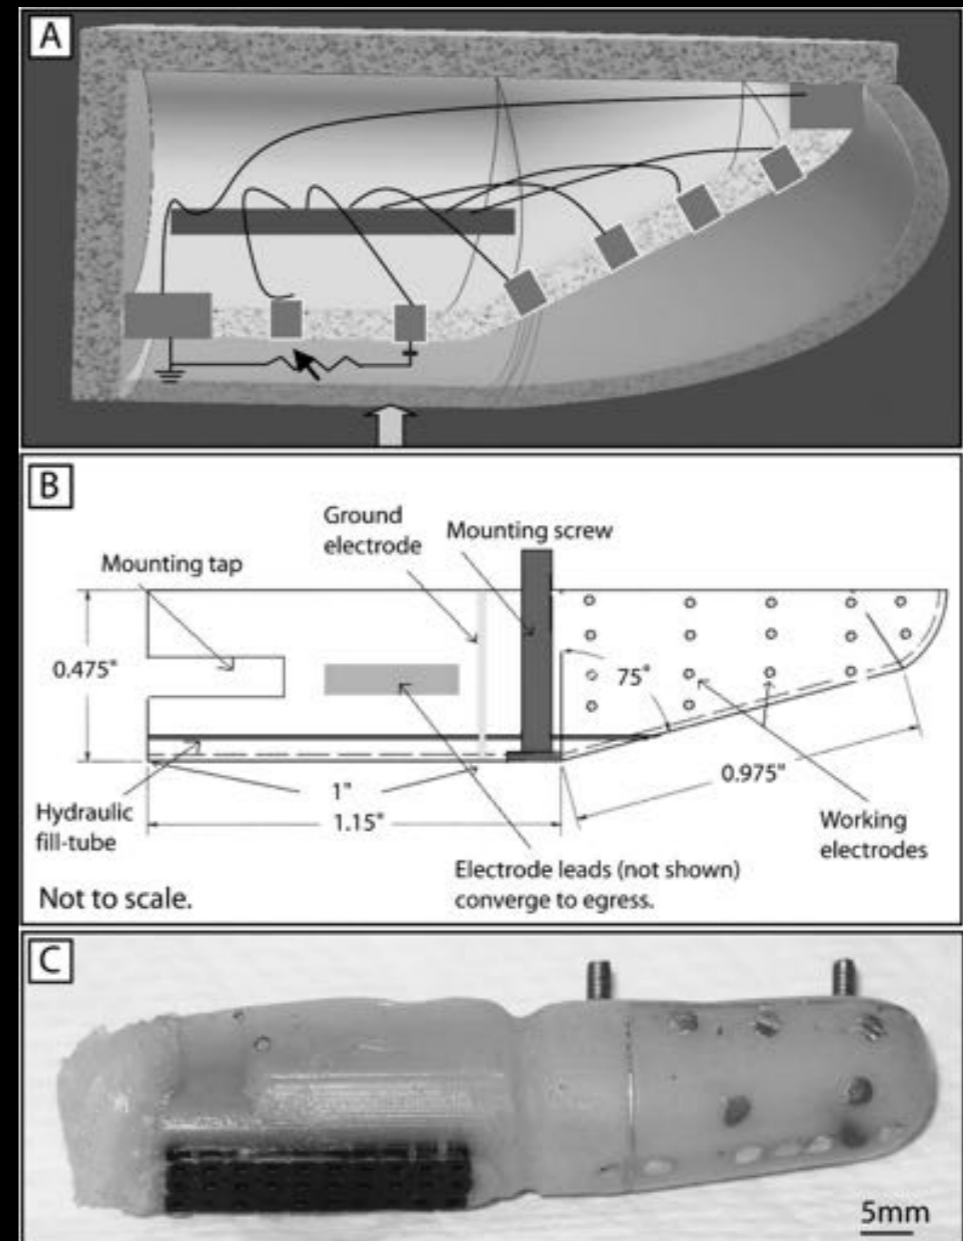 A
B
Ground
electrode
Mounting screw
Mounting tap
0.475"
75°
0.975"
1"
1.15"
Hydraulic
fill-tube
Working
electrodes
Electrode leads (not shown)
converge to egress.
Not to scale.
C
5mm